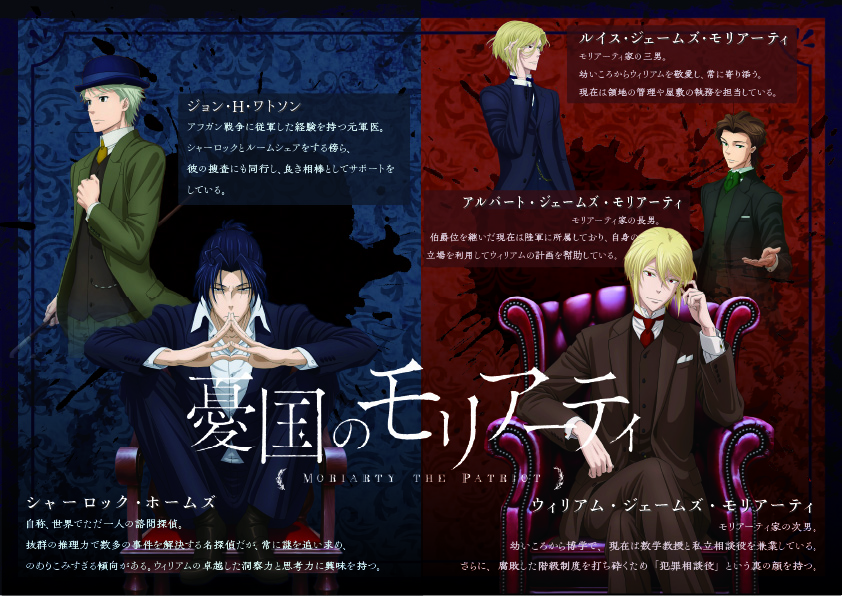 ジョン・H・ワトソン
アフガン戦争に従軍した経験を持つ元軍医。
シャーロックとルームシェアをする傍ら、
彼の捜査にも同行し、良き相棒としてサポートを
している。
ルイス・ジェームズ・モリアーティ
モリアーティ家の三男。
幼いころからウィリアムを敬愛し、常に寄り添う。
現在は領地の管理や屋敷の執務を担当している。
アルバート・ジェームズ・モリアーティ
モリアーティ家の長男。
伯爵位を継いだ現在は陸軍に所属しており、自身の
立場を利用してウィリアムの計画を幇助している。
憂国のモリアーティ
MORIARTY THE PATRIOT
シャーロック・ホームズ
自称、世界でただ一人の諮問探偵。
抜群の推理力で数多の事件を解決する名探偵だが、常に謎を追い求め、
のめりこみすぎる傾向がある。ウィリアムの卓越した洞察力と思考力に興味を持つ。
ウィリアム・ジェームズ・モリアーティ
モリアーティ家の次男。
幼いころから博学で、現在は数学教授と私立相談役を兼業している。
さらに、腐敗した階級制度を打ち砕くため「犯罪相談役」という裏の顔を持つ。